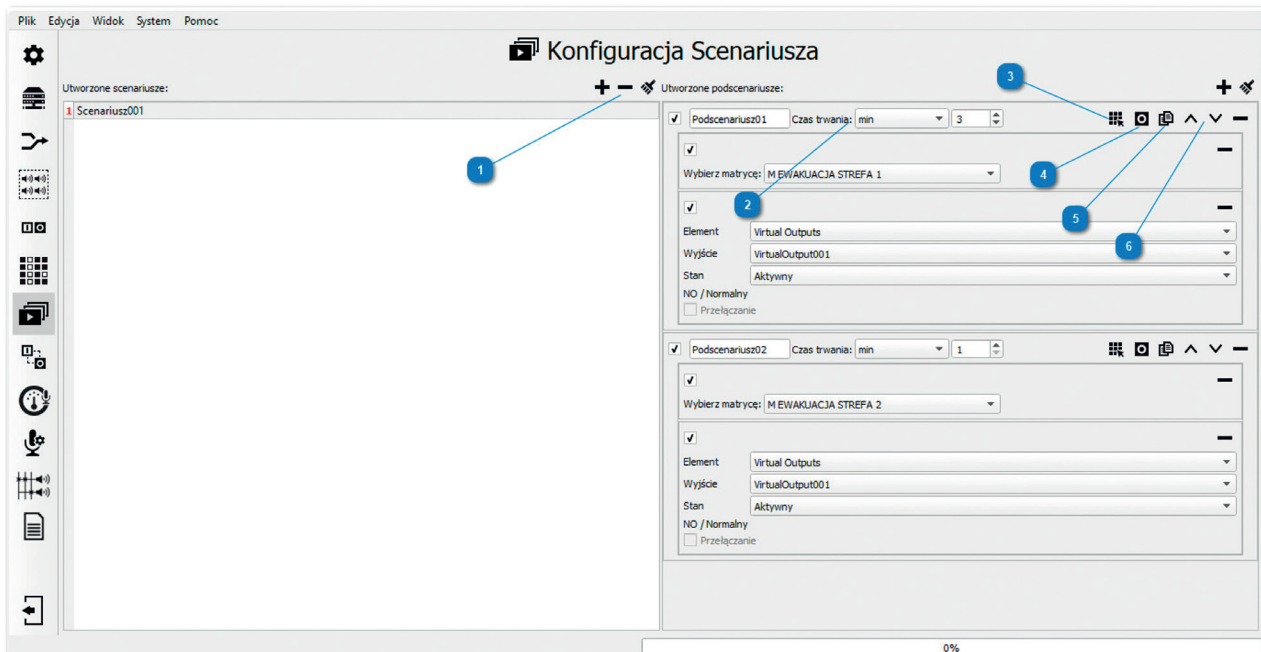 Plik Edycja Widok System Pomoc
Konfiguracja Scenariusza
Utworzone scenariusze:
1 Scenariusz001
1
Utworzone podscenariusze:
3
Podscenariusz01 Czas trwania: min 3
Wybierz matrycę: M EWAKUACJA STREFA 1
4
2
5
6
Element Virtual Outputs
Wyjście VirtualOutput001
Stan Aktywny
NO / Normalny
Przełączanie
Podscenariusz02 Czas trwania: min 1
Wybierz matrycę: M EWAKUACJA STREFA 2
Element Virtual Outputs
Wyjście VirtualOutput001
Stan Aktywny
NO / Normalny
Przełączanie
0%